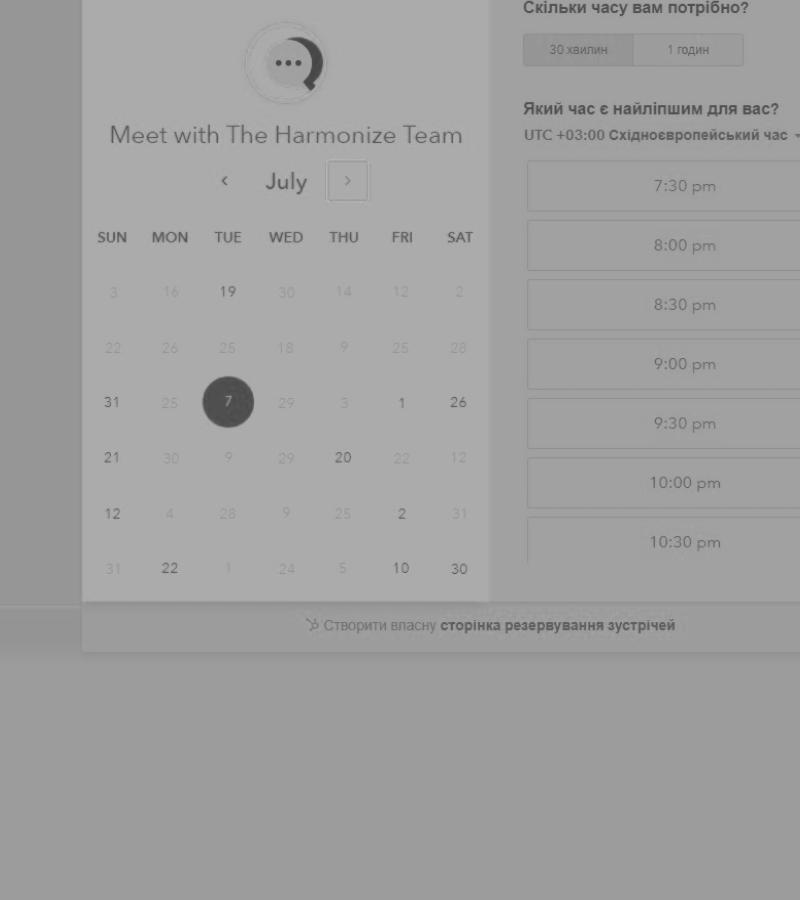 Meet with The Harmonize Team
July
SUN MON TUE WED THU FRI SAT
3 16 19 30 14 12 2
22 26 25 18 9 25 28
31 25 7 29 3 1 26
21 30 9 29 20 22 12
12 4 28 9 25 2 31
31 22 1 24 5 10 30
Скільки часу вам потрібно?
30 хвилин 1 годин
Який час є найліпшим для вас?
UTC +03:00 Східноєвропейський час
7:30 pm
8:00 pm
8:30 pm
9:00 pm
9:30 pm
10:00 pm
10:30 pm
Створити власну сторінка резервування зустрічей